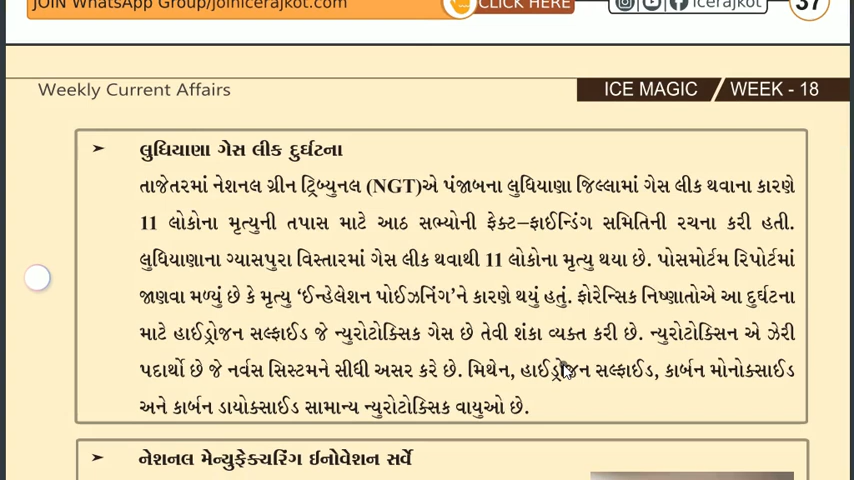 JOIN WhatsApp Group/joinicerajkot.com
CLICK HERE
icerajkot
37
Weekly Current Affairs
ICE MAGIC / WEEK - 18
➤ લુધિયાણા ગેસ લીક દુર્ઘટના
તાજેતરમાં નેશનલ ગ્રીન ટ્રિબ્યુનલ (NGT)એ પંજાબના લુધિયાણા જિલ્લામાં ગેસ લીક થવાના કારણે
11 લોકોના મૃત્યુની તપાસ માટે આઠ સભ્યોની ફેક્ટ–ફાઈન્ડિંગ સમિતિની રચના કરી હતી.
લુધિયાણાના ગ્યાસપુરા વિસ્તારમાં ગેસ લીક થવાથી 11 લોકોના મૃત્યુ થયા છે. પોસમોર્ટમ રિપોર્ટમાં
જાણવા મળ્યું છે કે મૃત્યુ ‘ઈન્હેલેશન પોઈઝનિંગ’ને કારણે થયું હતું. ફોરેન્સિક નિષ્ણાતોએ આ દુર્ઘટના
માટે હાઈડ્રોજન સલ્ફાઈડ જે ન્યુરોટોક્સિક ગેસ છે તેવી શંકા વ્યક્ત કરી છે. ન્યુરોટોક્સિન એ ઝેરી
પદાર્થો છે જે નર્વસ સિસ્ટમને સીધી અસર કરે છે. મિથેન, હાઈડ્રોજન સલ્ફાઈડ, કાર્બન મોનોક્સાઈડ
અને કાર્બન ડાયોક્સાઈડ સામાન્ય ન્યુરોટોક્સિક વાયુઓ છે.
➤ નેશનલ મેન્યુફેક્ચરિંગ ઈનોવેશન સર્વે